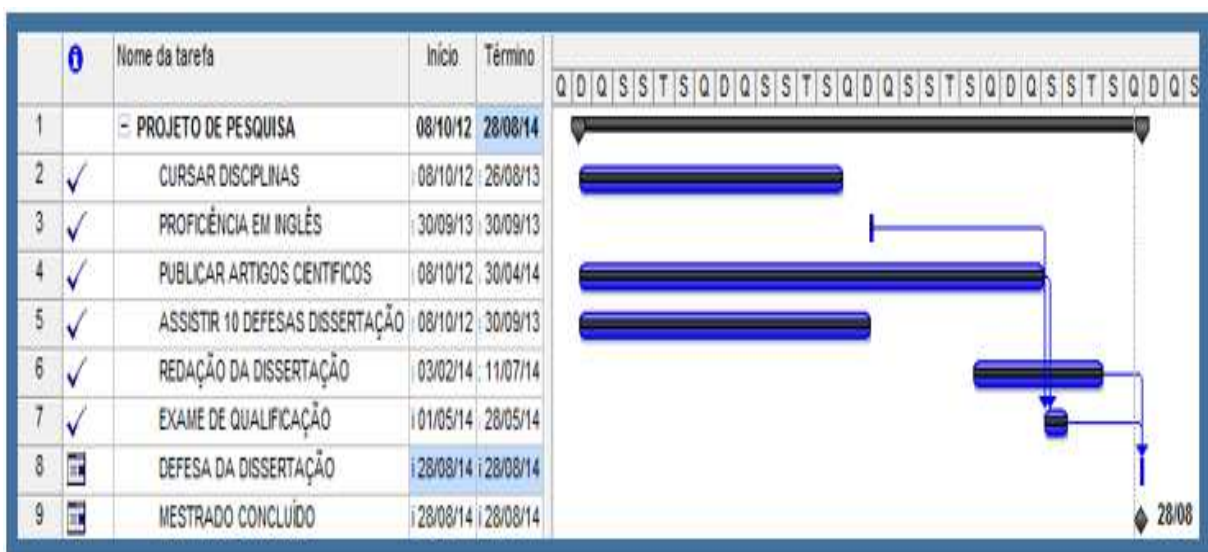 Nome da tarefa Início Término
Q D Q S S T S Q D Q S S T S Q D Q S S T S Q D Q S S T S Q D Q S
1 PROJETO DE PESQUISA 08/10/12 28/08/14
2 CURSAR DISCIPLINAS 08/10/12 26/08/13
3 PROFICIÊNCIA EM INGLÊS 30/09/13 30/09/13
4 PUBLICAR ARTIGOS CIENTIFICOS 08/10/12 30/04/14
5 ASSISTIR 10 DEFESAS DISSERTAÇÃO 08/10/12 30/09/13
6 REDAÇÃO DA DISSERTAÇÃO 03/02/14 11/07/14
7 EXAME DE QUALIFICAÇÃO 01/05/14 28/05/14
8 DEFESA DA DISSERTAÇÃO 28/08/14 28/08/14
9 MESTRADO CONCLUÍDO 28/08/14 28/08/14 28/08